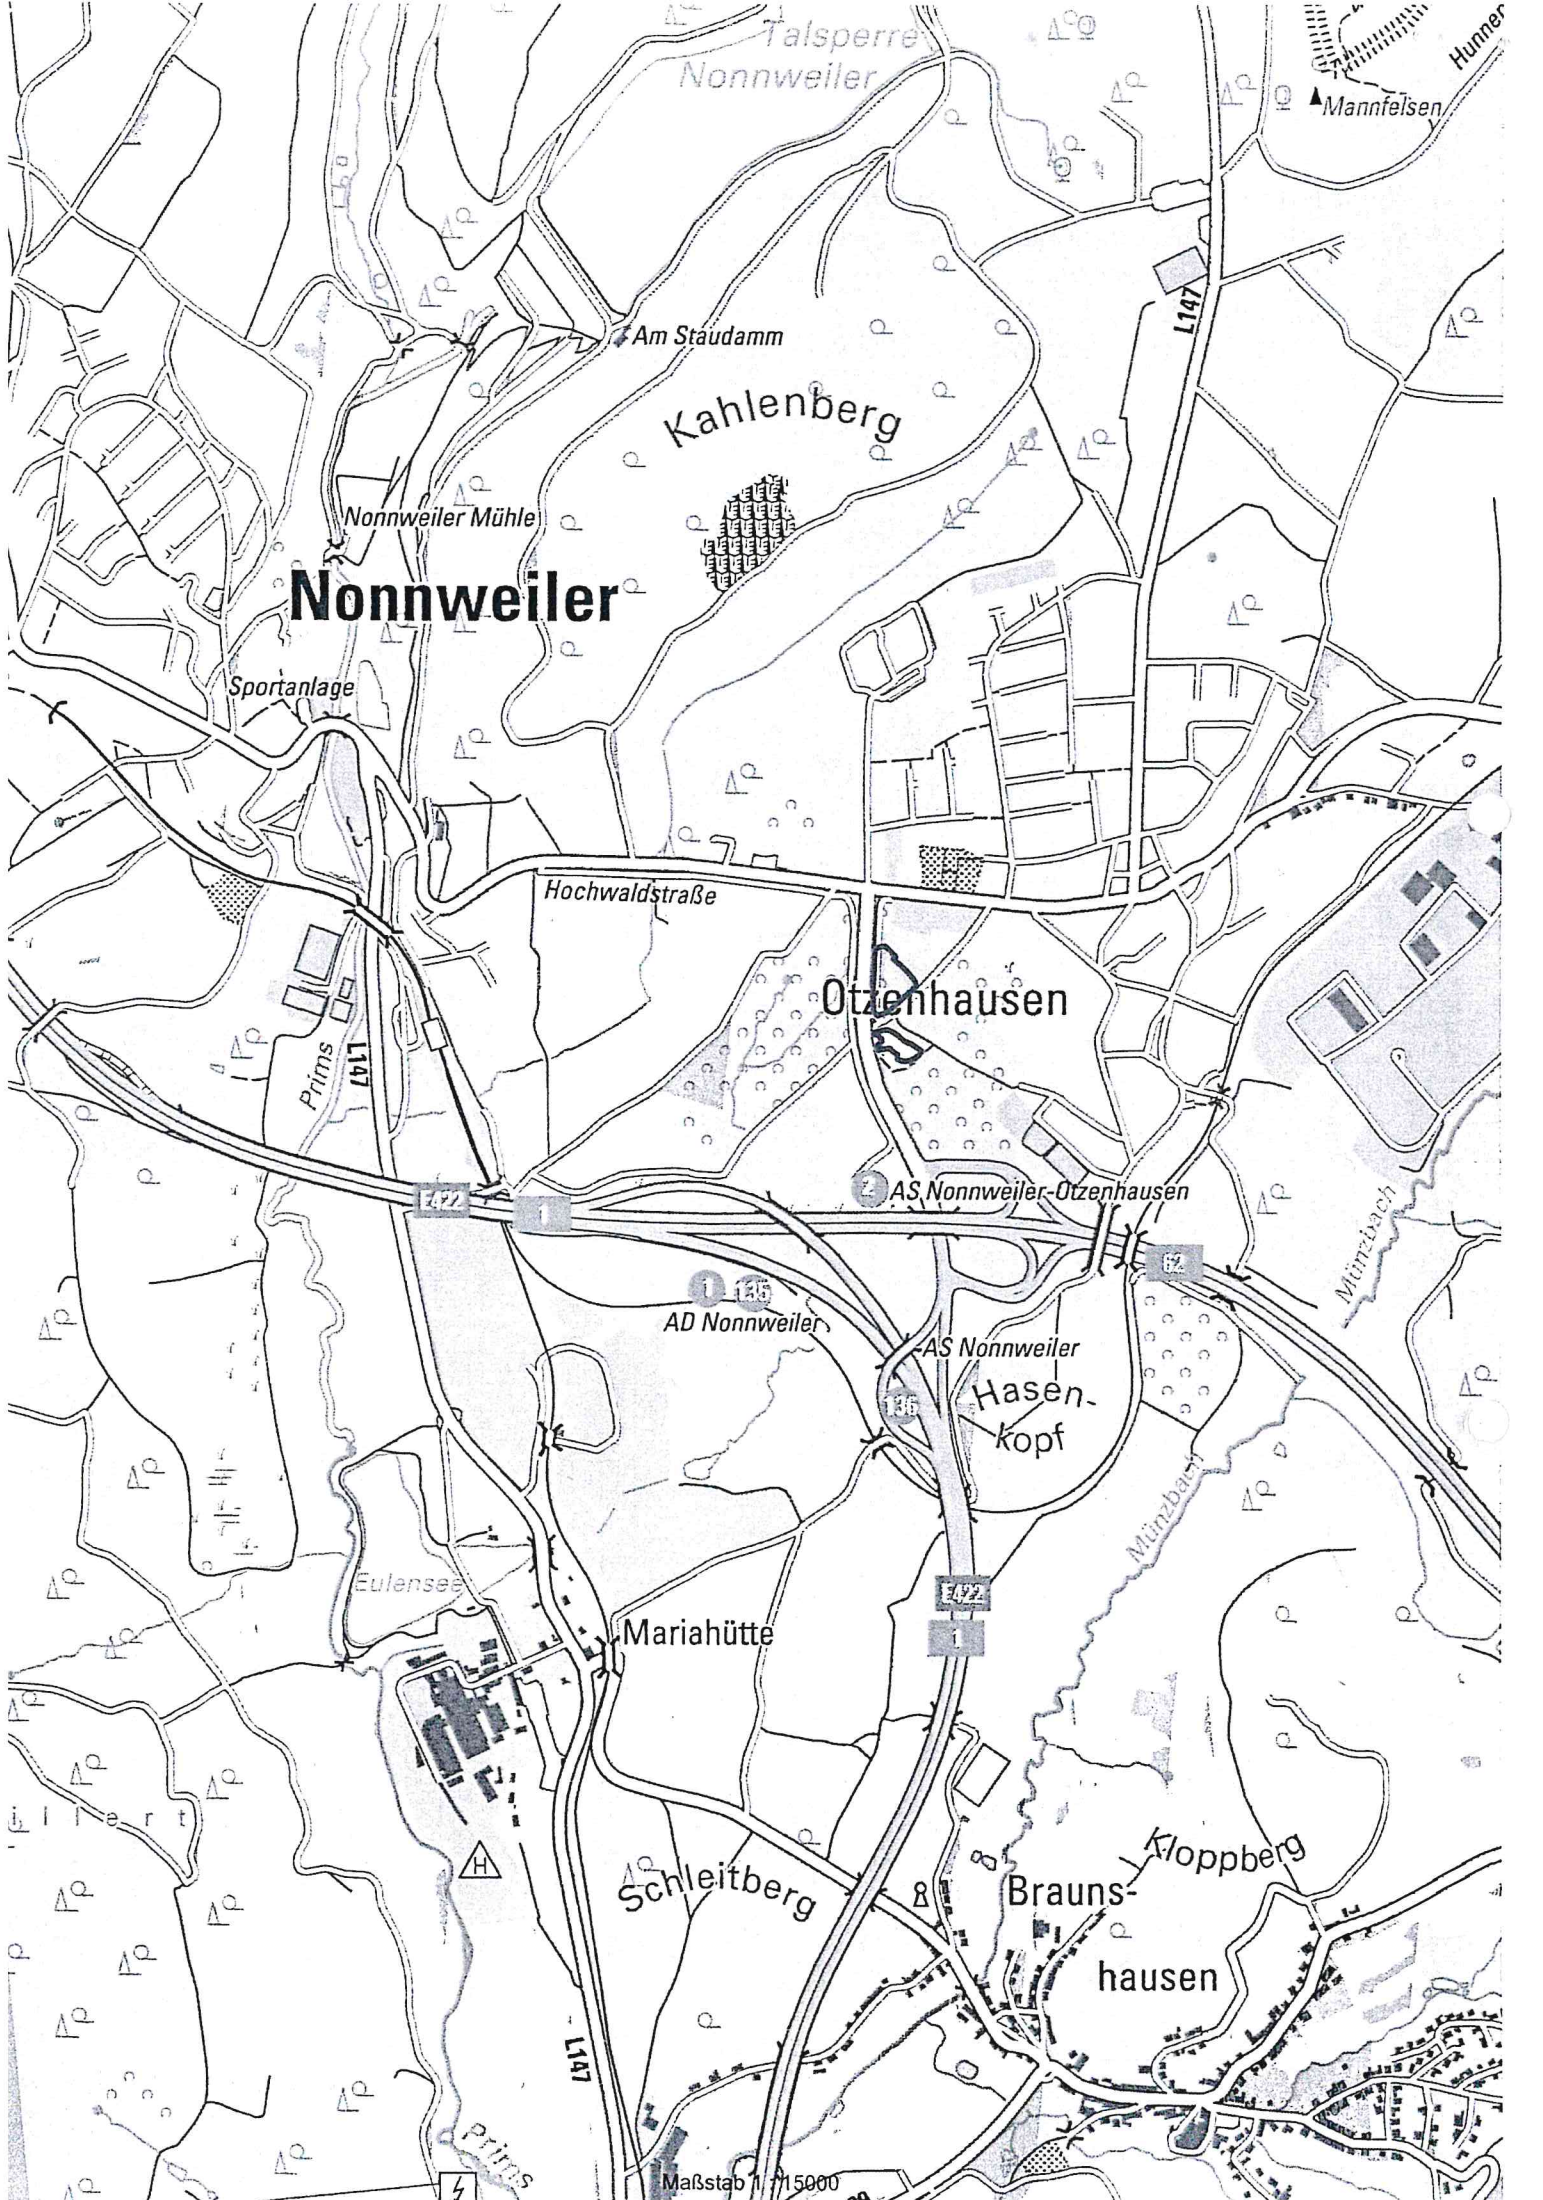 Talsperre
Nonnweiler
Mannfelsen
L147
Am Staudamm
Kahlenberg
Nonnweiler Mühle
Nonnweiler
Sportanlage
Hochwaldstraße
Otzenhausen
Prims
L147
E422
1
2
AS Nonnweiler-Otzenhausen
62
Münzbach
1
135
AD Nonnweiler
AS Nonnweiler
136
Hasen-
kopf
Münzbach
Eulensee
E422
1
Mariahütte
H
Schleitberg
Kloppberg
Brauns-
hausen
L147
Prims
Maßstab 1 : 15000